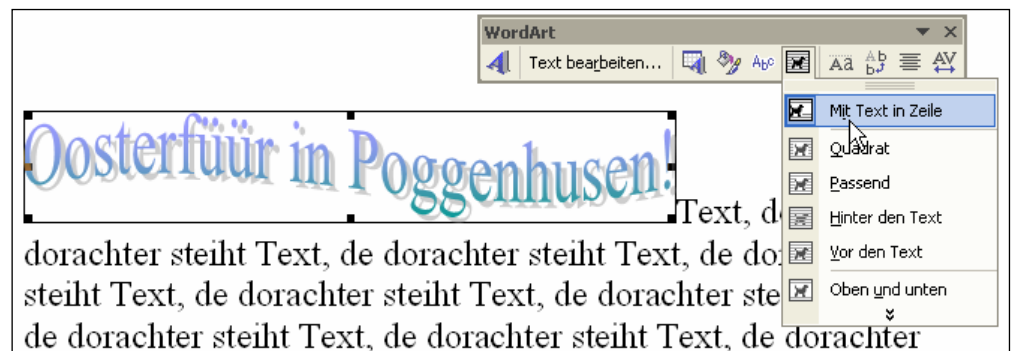 WordArt
Text bearbeiten...
Mit Text in Zeile
Quadrat
Passend
Hinter den Text
Vor den Text
Oben und unten
Oosterfüür in Poggenhusen!
Text, d
dorachter steiht Text, de dorachter steiht Text, de do
steiht Text, de dorachter steiht Text, de dorachter ste
de dorachter steiht Text, de dorachter steiht Text, de dorachter